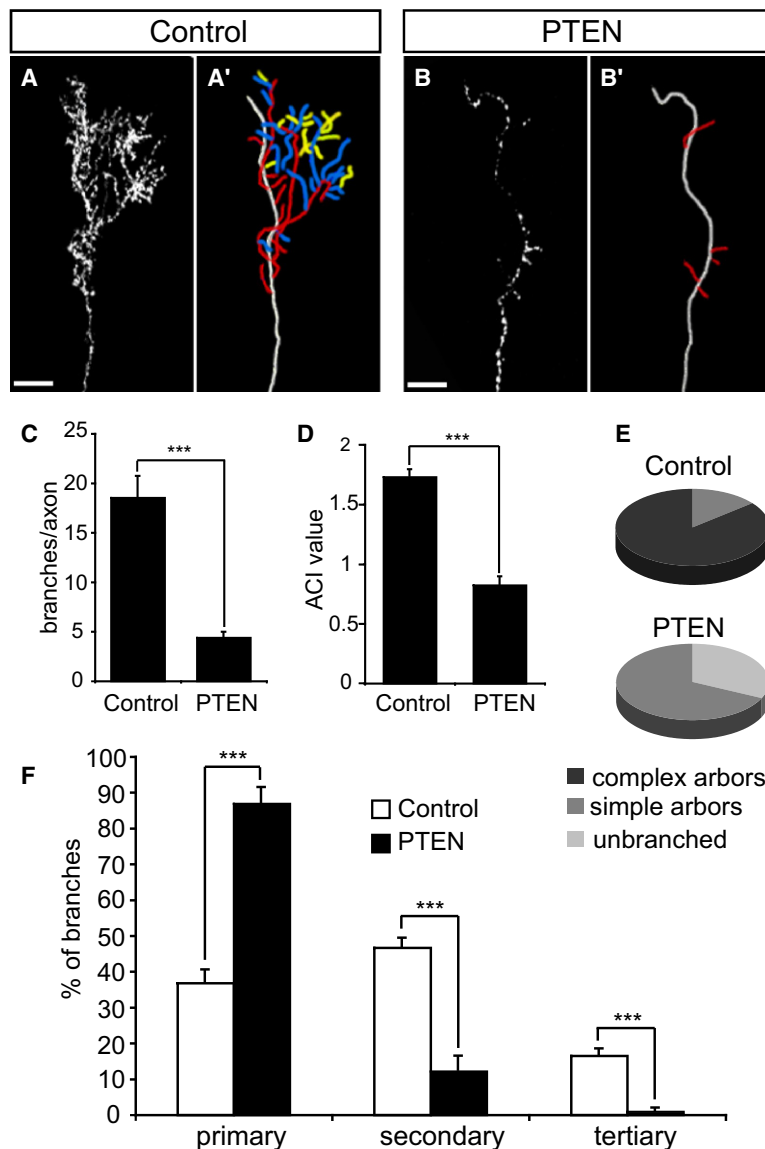 Control
PTEN
A
A'
B
B'
C
25
20
15
10
5
0
branches/axon
***
Control
PTEN
D
2
1.5
1
0.5
0
ACI value
***
Control
PTEN
E
Control
PTEN
complex arbors
simple arbors
unbranched
F
100
90
80
70
60
50
40
30
20
10
0
% of branches
***
***
***
Control
PTEN
primary
secondary
tertiary